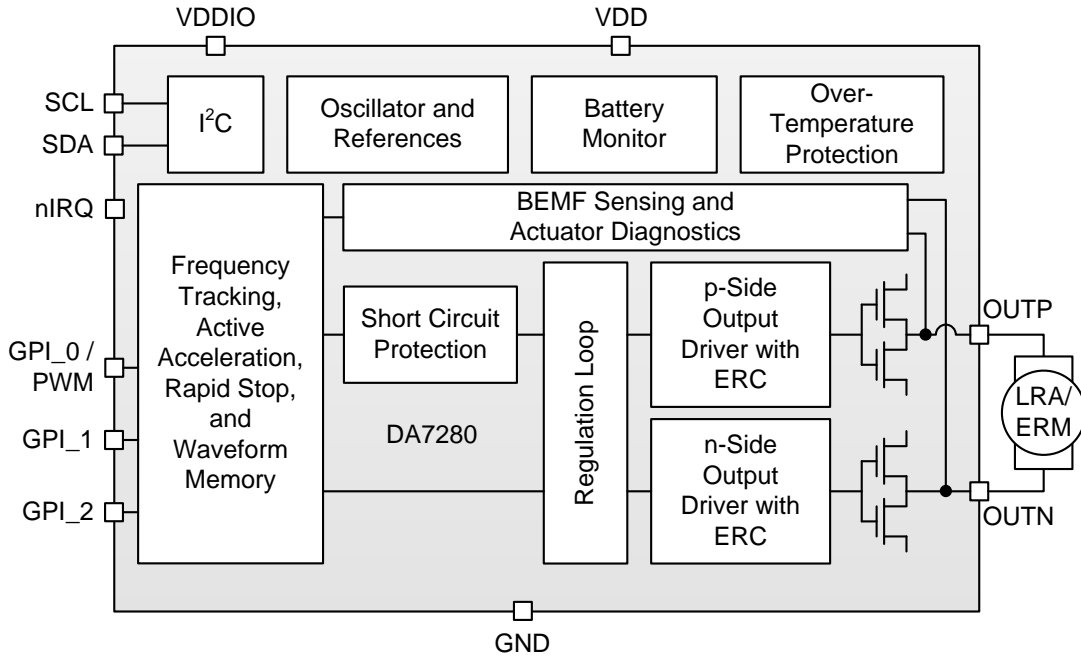 VDDIO
VDD
SCL
SDA
I²C
Oscillator and
References
Battery
Monitor
Over-
Temperature
Protection
nIRQ
BEMF Sensing and
Actuator Diagnostics
Frequency
Tracking,
Active
Acceleration,
Rapid Stop,
and
Waveform
Memory
Short Circuit
Protection
Regulation Loop
p-Side
Output
Driver with
ERC
OUTP
GPI_0 /
PWM
LRA/
ERM
GPI_1
DA7280
n-Side
Output
Driver with
ERC
GPI_2
OUTN
GND